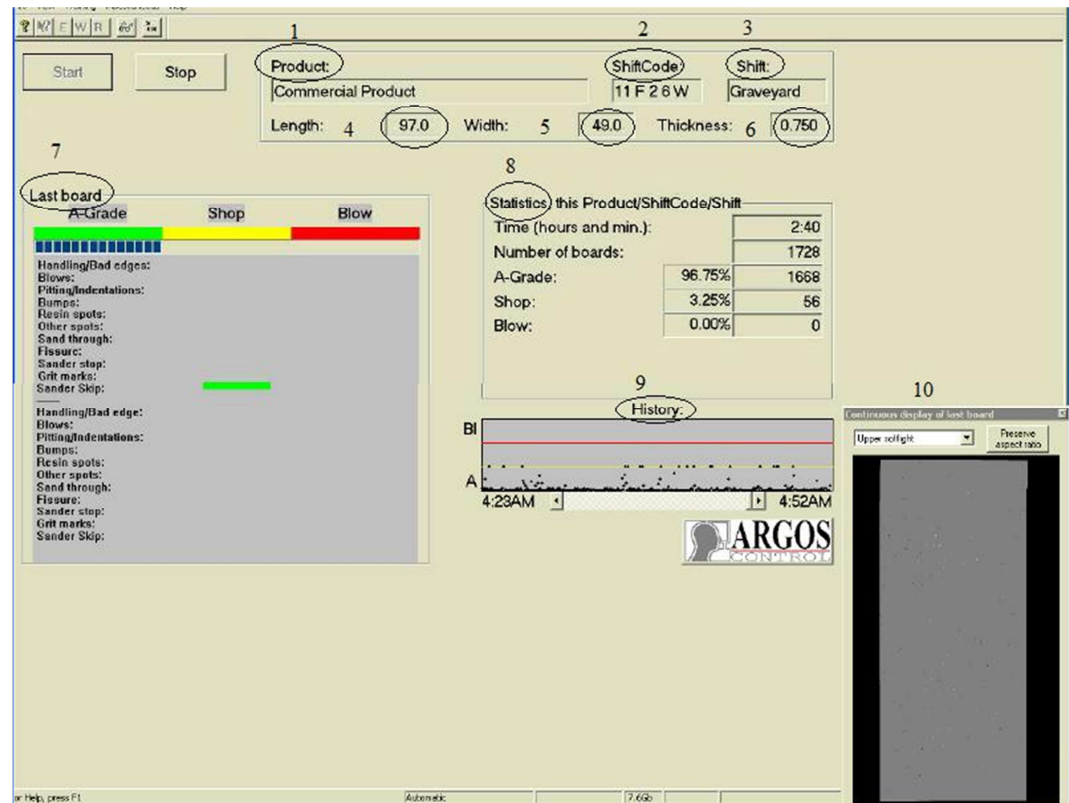 ? N? E W R
1 2 3
Start Stop Product: ShiftCode Shift:
Commercial Product 11 F 2 6 W Graveyard
Length: 4 97.0 Width: 5 49.0 Thickness: 6 0.750
7
Last board
A-Grade Shop Blow
Handling/Bad edges:
Blows:
Pitting/Indentations:
Bumps:
Resin spots:
Other spots:
Sand through:
Fissure:
Sander stop:
Grit marks:
Sander Skip:
Handling/Bad edge:
Blows:
Pitting/Indentations:
Bumps:
Resin spots:
Other spots:
Sand through:
Fissure:
Sander stop:
Grit marks:
Sander Skip:
8
Statistics, this Product/ShiftCode/Shift
Time (hours and min.): 2:40
Number of boards: 1728
A-Grade: 96.75% 1668
Shop: 3.25% 56
Blow: 0.00% 0
9
History:
Bl
A
4:23AM 4:52AM
ARGOS
CONTROL
10
Continuous display of last board
Upper softlight Preserve
aspect ratio
or Help, press F1 Automatic 7.6Gb